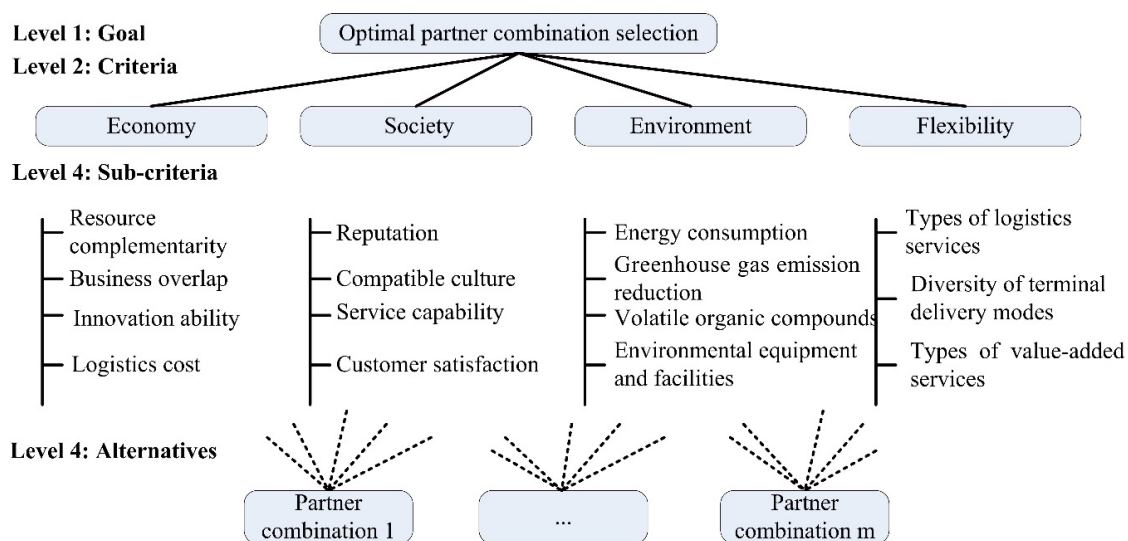 Level 1: Goal
Optimal partner combination selection
Level 2: Criteria
Economy
Society
Environment
Flexibility
Level 4: Sub-criteria
Resource
complementarity
Business overlap
Innovation ability
Logistics cost
Reputation
Compatible culture
Service capability
Customer satisfaction
Energy consumption
Greenhouse gas emission
reduction
Volatile organic compounds
Environmental equipment
and facilities
Types of logistics
services
Diversity of terminal
delivery modes
Types of value-added
services
Level 4: Alternatives
Partner
combination 1
...
Partner
combination m